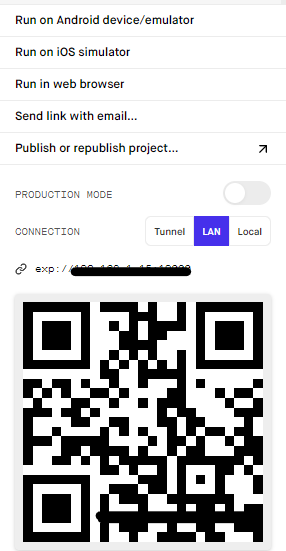 Run on Android device/emulator
Run on iOS simulator
Run in web browser
Send link with email...
Publish or republish project...
PRODUCTION MODE
CONNECTION Tunnel LAN Local
exp://